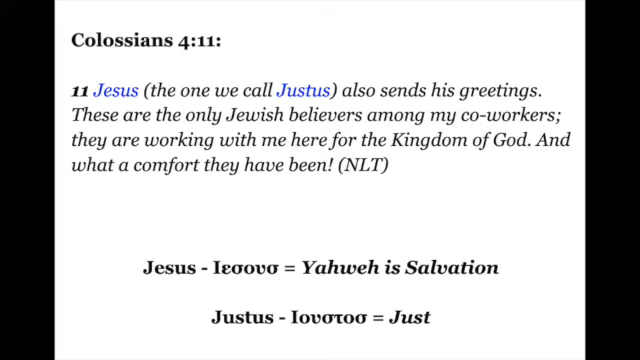 Colossians 4:11:
11 Jesus (the one we call Justus) also sends his greetings.
These are the only Jewish believers among my co-workers;
they are working with me here for the Kingdom of God. And
what a comfort they have been! (NLT)
Jesus - Ιεσουσ = Yahweh is Salvation
Justus - Ιουστοσ = Just